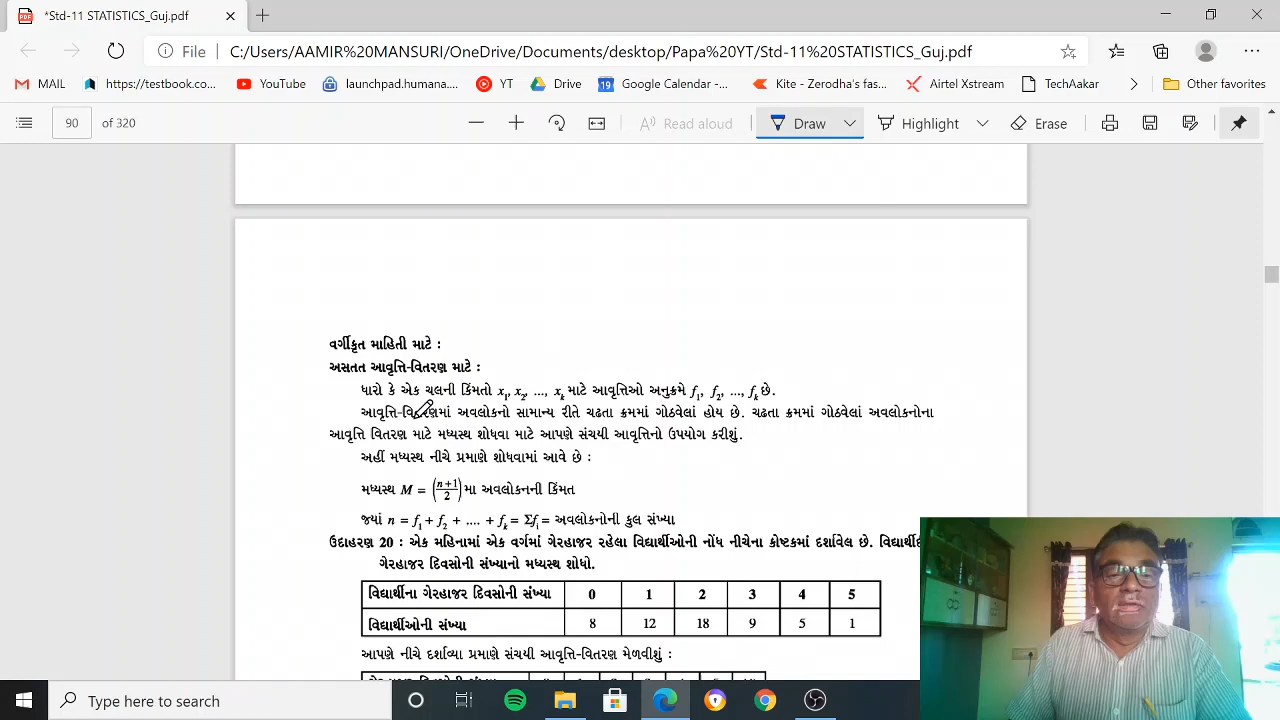 *Std-11 STATISTICS_Guj.pdf
File C:/Users/AAMIR%20MANSURI/OneDrive/Documents/desktop/Papa%20YT/Std-11%20STATISTICS_Guj.pdf
MAIL https://testbook.co... YouTube launchpad.humana.... YT Drive Google Calendar -... Kite - Zerodha's fas... Airtel Xstream TechAakar Other favorites
90 of 320 Read aloud Draw Highlight Erase
વર્ગીકૃત માહિતી માટે :
અસતત આવૃત્તિ-વિતરણ માટે :
ધારો કે એક ચલની કિંમતો x₁, x₂, ..., xₖ માટે આવૃત્તિઓ અનુક્રમે f₁, f₂, ..., fₖ છે.
આવૃત્તિ-વિતરણમાં અવલોકનો સામાન્ય રીતે ચઢતા ક્રમમાં ગોઠવેલાં હોય છે. ચઢતા ક્રમમાં ગોઠવેલાં અવલોકનોના
આવૃત્તિ વિતરણ માટે મધ્યસ્થ શોધવા માટે આપણે સંચયી આવૃત્તિનો ઉપયોગ કરીશું.
અહીં મધ્યસ્થ નીચે પ્રમાણે શોધવામાં આવે છે :
મધ્યસ્થ M = ((n+1)/2) મા અવલોકનની કિંમત
જ્યાં n = f₁ + f₂ + .... + fₖ = Σfᵢ = અવલોકનોની કુલ સંખ્યા
ઉદાહરણ 20 : એક મહિનામાં એક વર્ગમાં ગેરહાજર રહેલા વિદ્યાર્થીઓની નોંધ નીચેના કોષ્ટકમાં દર્શાવેલ છે.
ગેરહાજર દિવસોની સંખ્યાનો મધ્યસ્થ શોધો.
વિદ્યાર્થીના ગેરહાજર દિવસોની સંખ્યા 0 1 2 3 4 5
વિદ્યાર્થીઓની સંખ્યા 8 12 18 9 5 1
આપણે નીચે દર્શાવ્યા પ્રમાણે સંચયી આવૃત્તિ-વિતરણ મેળવીશું :
Type here to search